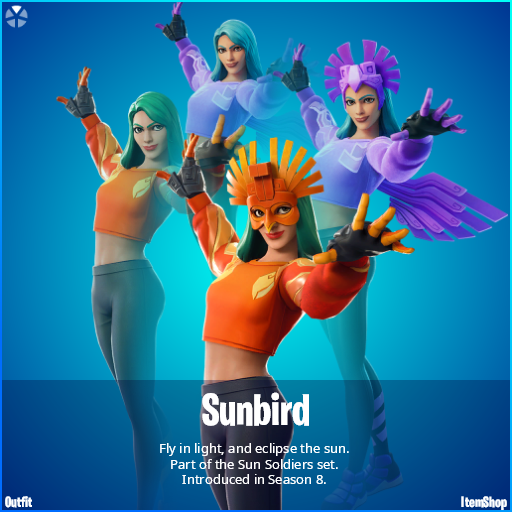 Sunbird
Fly in light, and eclipse the sun.
Part of the Sun Soldiers set.
Introduced in Season 8.
Outfit
ItemShop